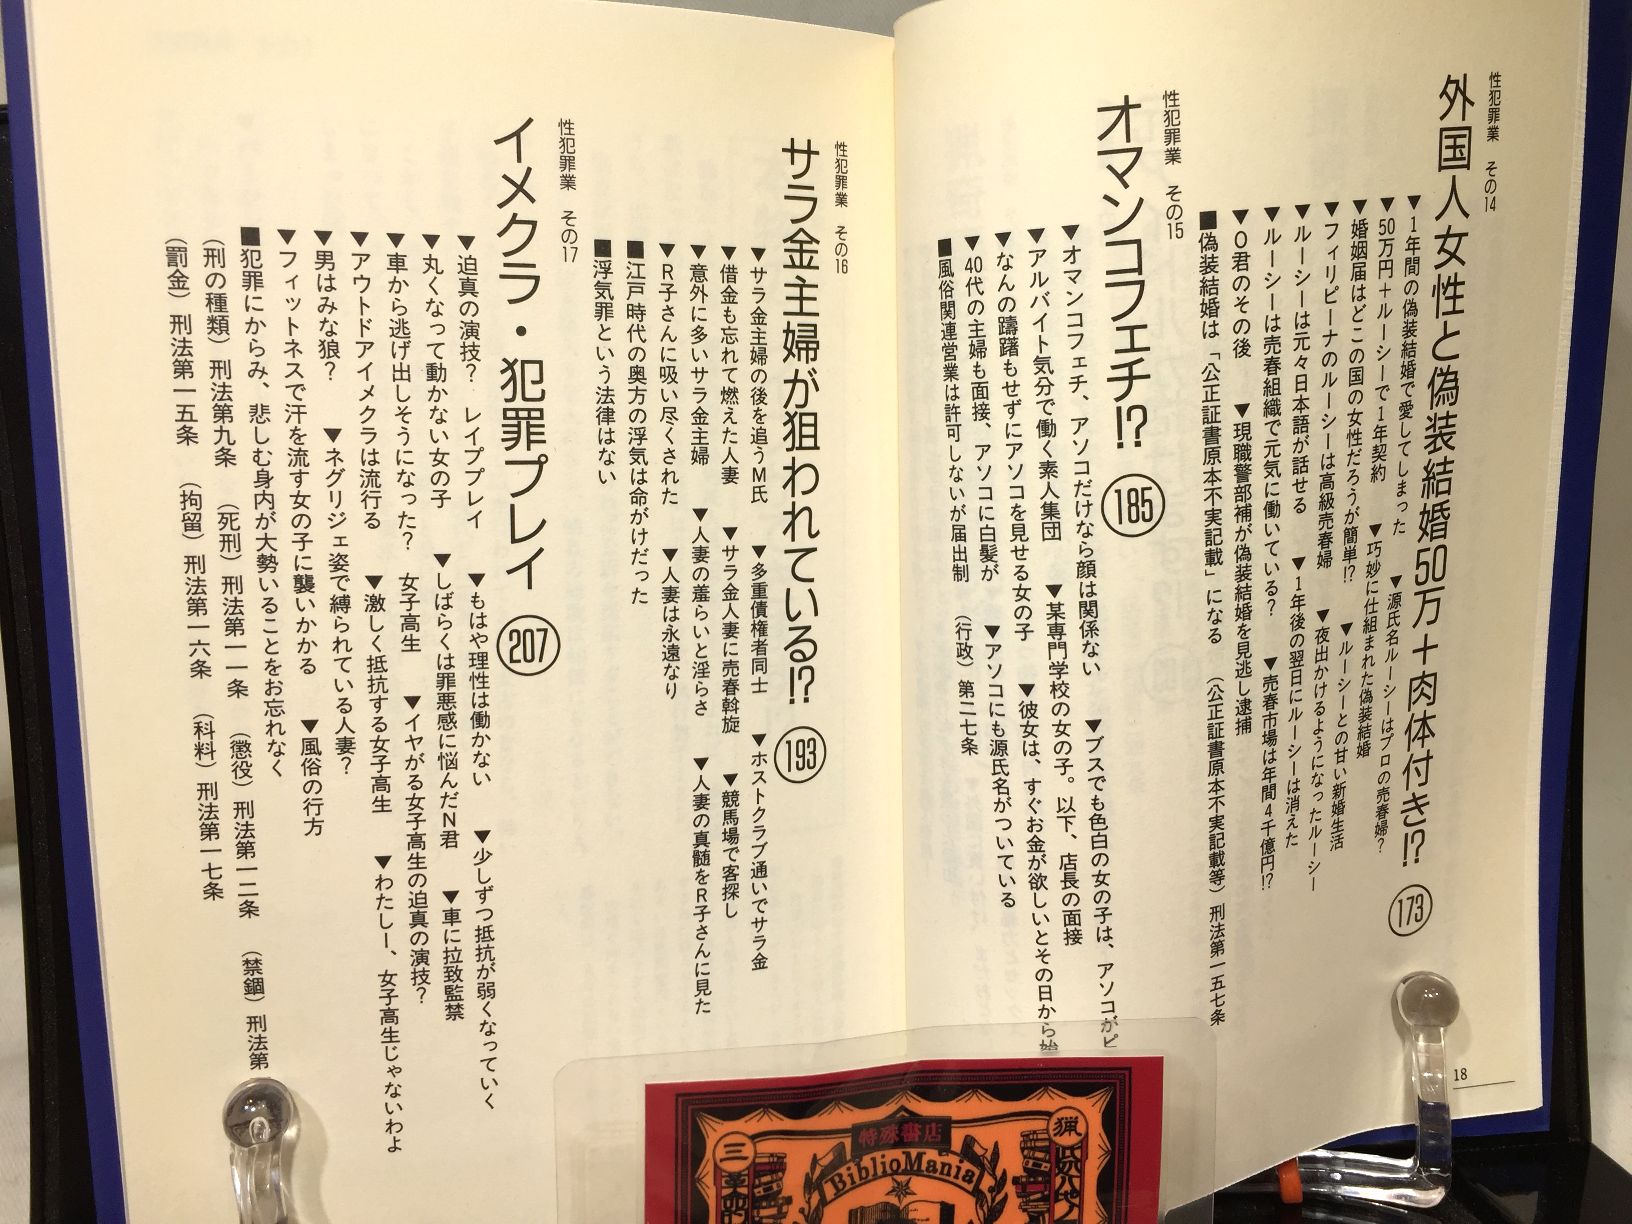 性犯罪業 その14
外国人女性と偽装結婚50万+肉体付き!? 173
▼1年間の偽装結婚で愛してしまった ▼源氏名ルーシーはプロの売春婦?
▼50万円+ルーシーで1年契約 ▼巧妙に仕組まれた偽装結婚
▼婚姻届はどこの国の女性だろうが簡単!? ▼ルーシーとの甘い新婚生活
▼フィリピーナのルーシーは高級売春婦 ▼夜出かけるようになったルーシー
▼ルーシーは元々日本語が話せる ▼1年後の翌日にルーシーは消えた
▼ルーシーは売春組織で元気に働いている? ▼売春市場は年間4千億円!?
▼O君のその後 ▼現職警部補が偽装結婚を見逃し逮捕
■偽装結婚は「公正証書原本不実記載」になる (公正証書原本不実記載等)刑法第一五七条
性犯罪業 その15
オマンコフェチ!? 185
▼オマンコフェチ、アソコだけなら顔は関係ない ▼ブスでも色白の女の子は、アソコがピ
▼アルバイト気分で働く素人集団 ▼某専門学校の女の子。以下、店長の面接
▼なんの躊躇もせずにアソコを見せる女の子 ▼彼女は、すぐお金が欲しいとその日から
▼40代の主婦も面接、アソコに白髪が ▼アソコにも源氏名がついている
■風俗関連営業は許可しないが届出制 (行政)第二七条
18
性犯罪業 その16
サラ金主婦が狙われている!? 193
▼サラ金主婦の後を追うM氏 ▼多重債権者同士 ▼ホストクラブ通いでサラ金
▼借金も忘れて燃えた人妻 ▼サラ金人妻に売春斡旋 ▼競馬場で客探し
▼意外に多いサラ金主婦 ▼人妻の羞らいと淫らさ ▼人妻の真髄をR子さんに見た
▼R子さんに吸い尽くされた ▼人妻は永遠なり
■江戸時代の奥方の浮気は命がけだった
■浮気罪という法律はない
性犯罪業 その17
イメクラ・犯罪プレイ 207
▼迫真の演技? レイププレイ ▼もはや理性は働かない ▼少しずつ抵抗が弱くなっていく
▼丸くなって動かない女の子 ▼しばらくは罪悪感に悩んだN君 ▼車に拉致監禁
▼車から逃げ出しそうになった? 女子高生 ▼イヤがる女子高生の迫真の演技?
▼アウトドアイメクラは流行る ▼激しく抵抗する女子高生 ▼わたしー、女子高生じゃないわよ
▼男はみな狼? ▼ネグリジェ姿で縛られている人妻?
▼フィットネスで汗を流す女の子に襲いかかる ▼風俗の行方
■犯罪にからみ、悲しむ身内が大勢いることをお忘れなく
(刑の種類)刑法第九条 (死刑)刑法第一一条 (懲役)刑法第一二条 (禁錮)刑法第
(罰金)刑法第一五条 (拘留)刑法第一六条 (科料)刑法第一七条
特殊書店
BiblioMania
猟
三